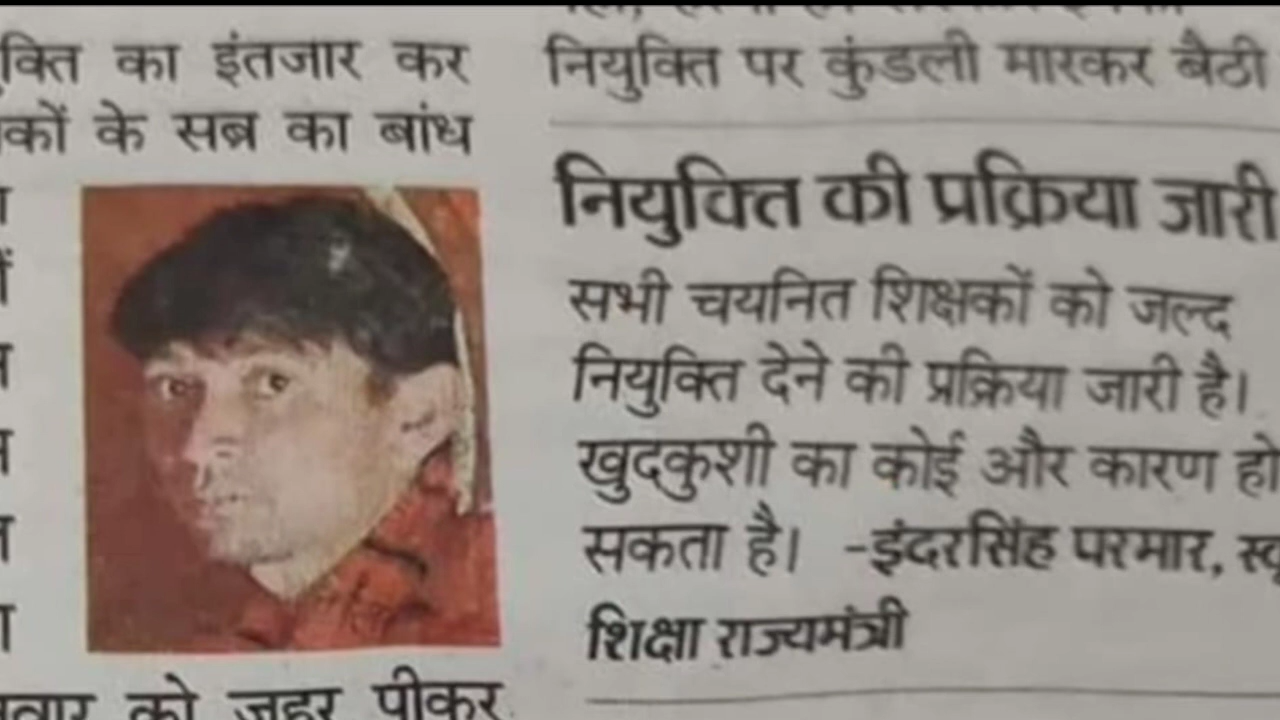 का इंतजार कर
के सब्र का बांध
को जहर पीकर
नियुक्ति पर कुंडली मारकर बैठी
नियुक्ति की प्रक्रिया जारी
सभी चयनित शिक्षकों को जल्द
नियुक्ति देने की प्रक्रिया जारी है।
खुदकुशी का कोई और कारण हो
सकता है। -इंदरसिंह परमार,
शिक्षा राज्यमंत्री